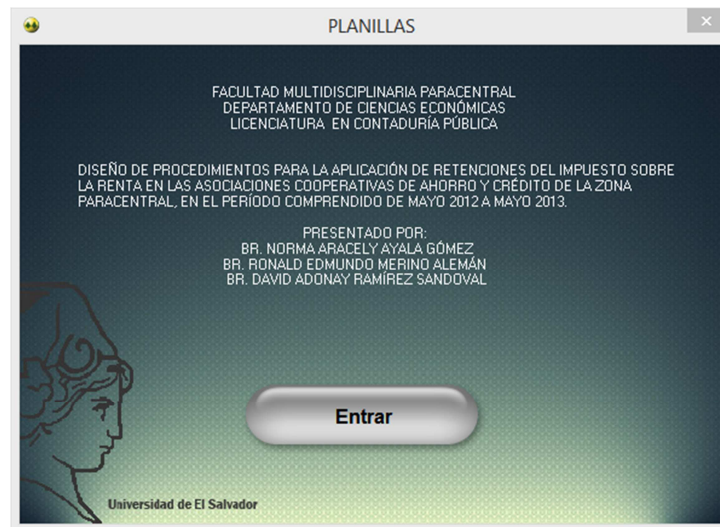 PLANILLAS
FACULTAD MULTIDISCIPLINARIA PARACENTRAL
DEPARTAMENTO DE CIENCIAS ECONÓMICAS
LICENCIATURA EN CONTADURÍA PÚBLICA
DISEÑO DE PROCEDIMIENTOS PARA LA APLICACIÓN DE RETENCIONES DEL IMPUESTO SOBRE
LA RENTA EN LAS ASOCIACIONES COOPERATIVAS DE AHORRO Y CRÉDITO DE LA ZONA
PARACENTRAL, EN EL PERÍODO COMPRENDIDO DE MAYO 2012 A MAYO 2013.
PRESENTADO POR:
BR. NORMA ARACELY AYALA GÓMEZ
BR. RONALD EDMUNDO MERINO ALEMÁN
BR. DAVID ADONAY RAMÍREZ SANDOVAL
Entrar
Universidad de El Salvador